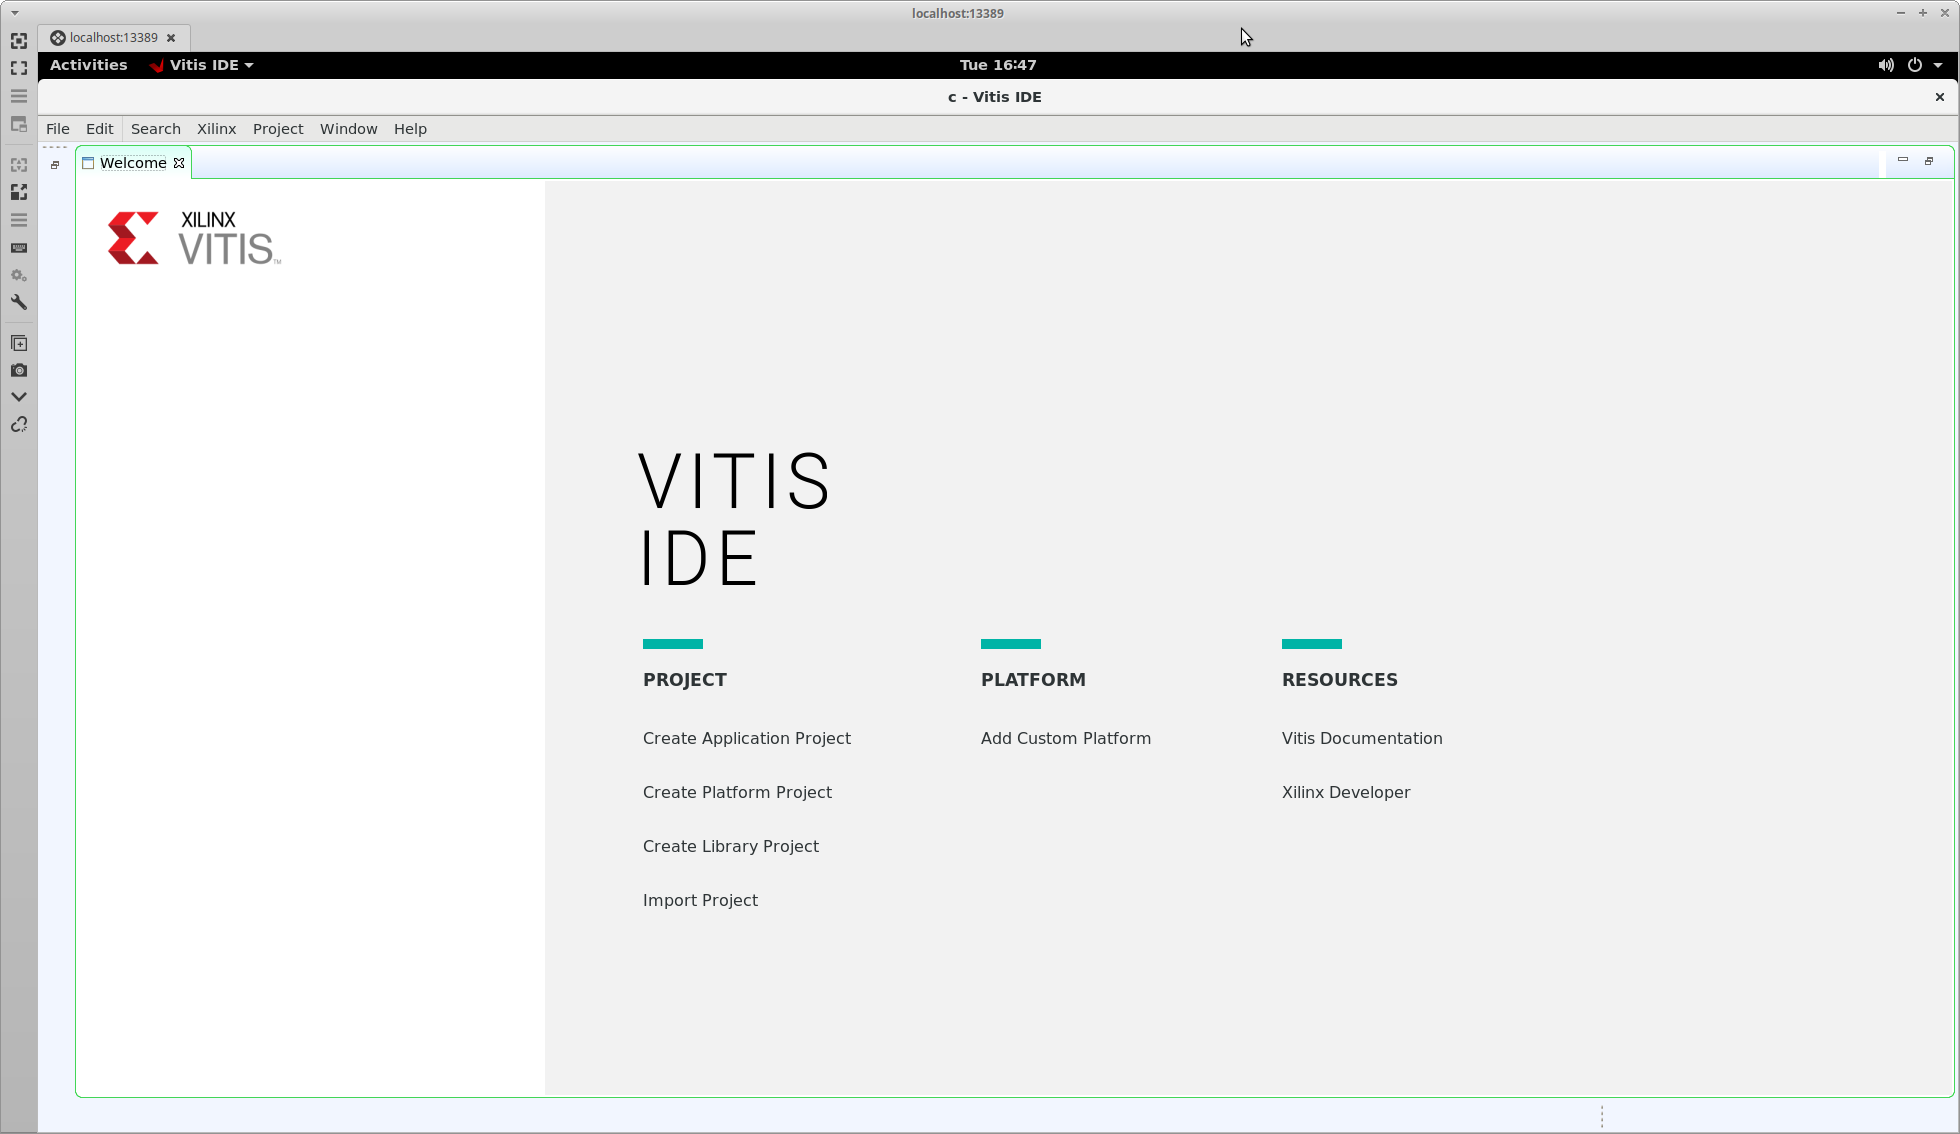 localhost:13389
localhost:13389
Activities Vitis IDE Tue 16:47
c - Vitis IDE
File Edit Search Xilinx Project Window Help
Welcome
XILINX
VITIS™
VITIS
IDE
PROJECT PLATFORM RESOURCES
Create Application Project Add Custom Platform Vitis Documentation
Create Platform Project Xilinx Developer
Create Library Project
Import Project